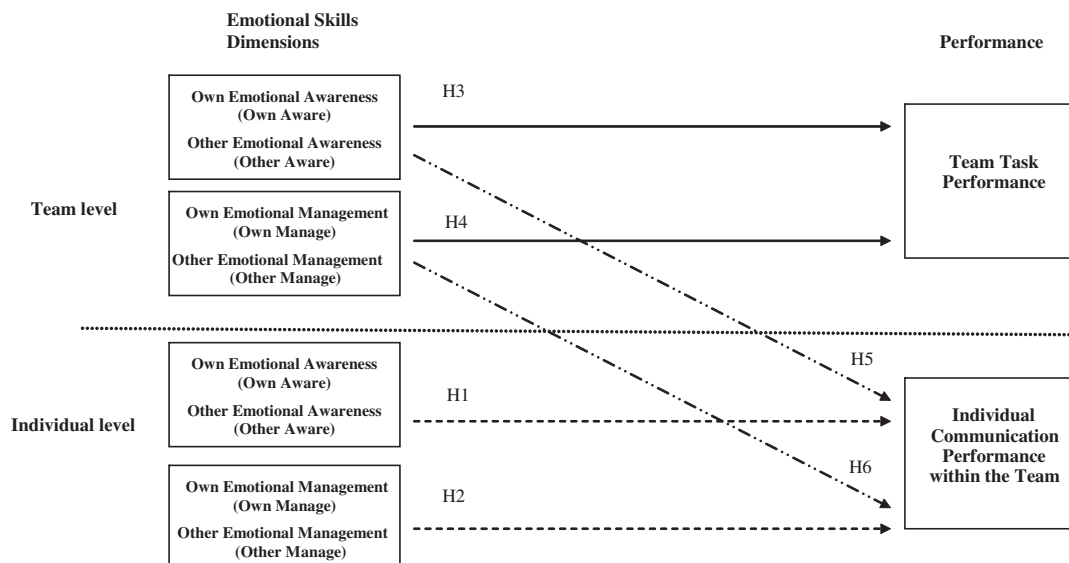 Emotional Skills
Dimensions
Performance
Own Emotional Awareness
(Own Aware)
Other Emotional Awareness
(Other Aware)
H3
Team Task
Performance
Team level
Own Emotional Management
(Own Manage)
Other Emotional Management
(Other Manage)
H4
Own Emotional Awareness
(Own Aware)
Other Emotional Awareness
(Other Aware)
H5
H1
Individual level
Individual
Communication
Performance
within the Team
H6
Own Emotional Management
(Own Manage)
Other Emotional Management
(Other Manage)
H2